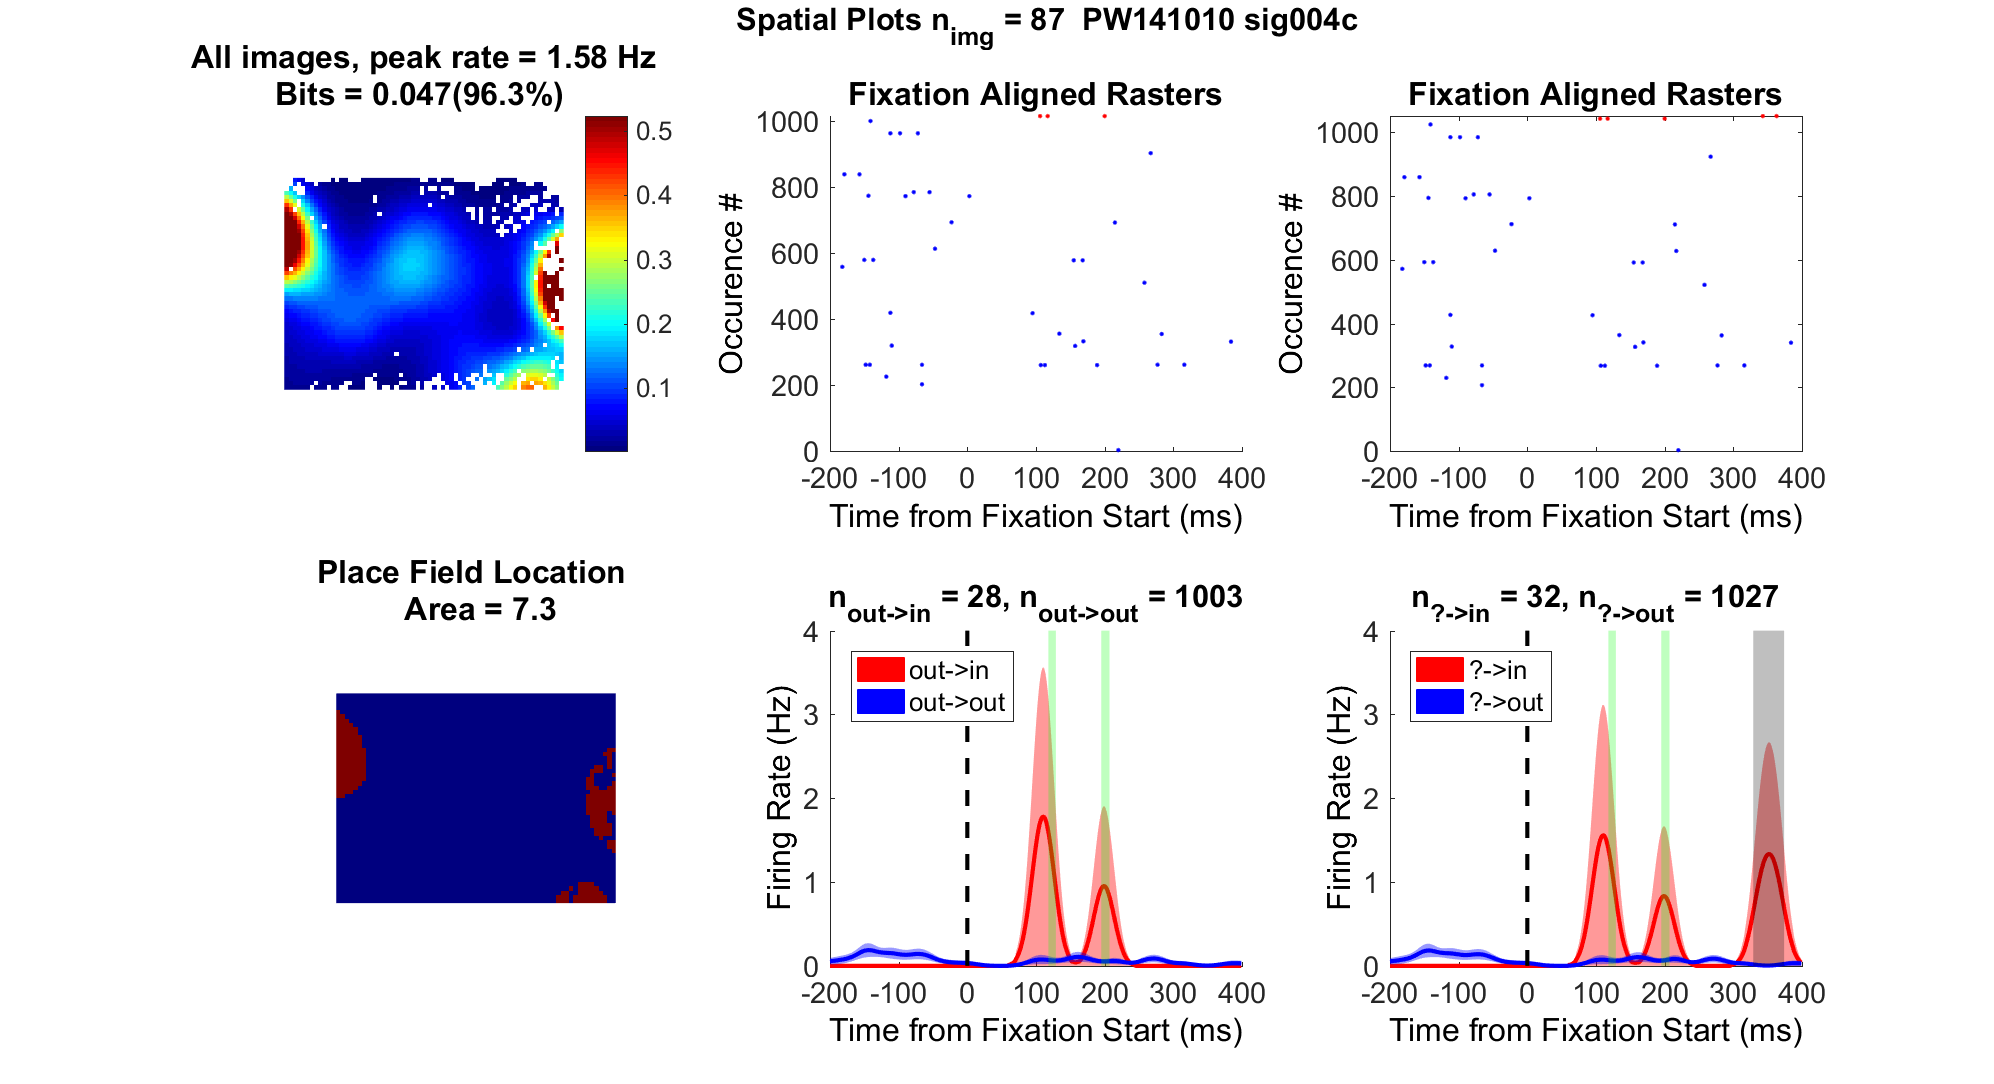 Spatial Plots n_img = 87 PW141010 sig004c
All images, peak rate = 1.58 Hz
Bits = 0.047(96.3%)
0.5
0.4
0.3
0.2
0.1
Fixation Aligned Rasters
Occurence #
1000
800
600
400
200
0
-200 -100 0 100 200 300 400
Time from Fixation Start (ms)
Fixation Aligned Rasters
Occurence #
1000
800
600
400
200
0
-200 -100 0 100 200 300 400
Time from Fixation Start (ms)
Place Field Location
Area = 7.3
n_out->in = 28, n_out->out = 1003
Firing Rate (Hz)
4
3
2
1
0
out->in
out->out
-200 -100 0 100 200 300 400
Time from Fixation Start (ms)
n_?->in = 32, n_?->out = 1027
Firing Rate (Hz)
4
3
2
1
0
?->in
?->out
-200 -100 0 100 200 300 400
Time from Fixation Start (ms)